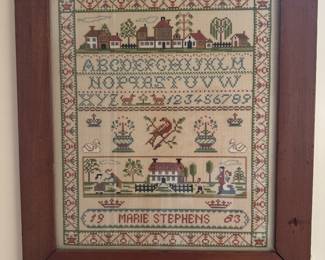 ABCDEFGHIJKLM
NOPQRSTUVW
XYZ 123456789
19 MARIE STEPHENS 83